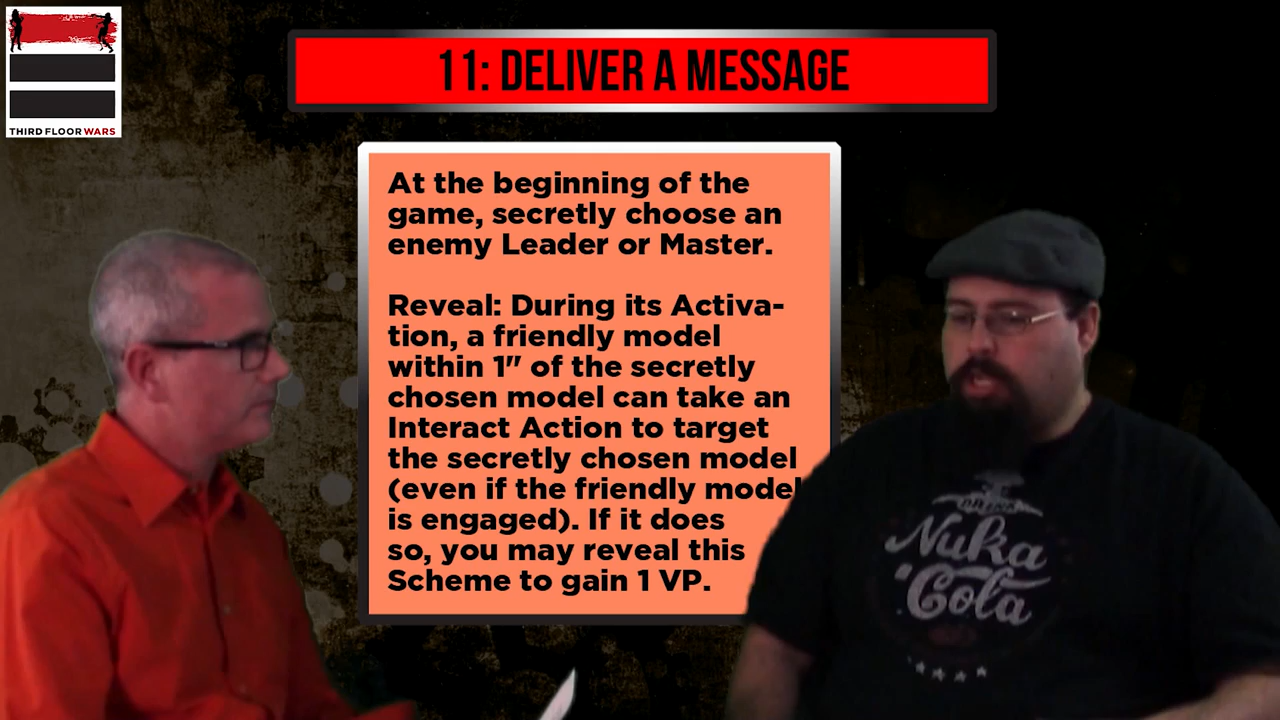 11: DELIVER A MESSAGE
THIRD FLOOR WARS
At the beginning of the
game, secretly choose an
enemy Leader or Master.
Reveal: During its Activa-
tion, a friendly model
within 1" of the secretly
chosen model can take an
Interact Action to target
the secretly chosen model
(even if the friendly model
is engaged). If it does
so, you may reveal this
Scheme to gain 1 VP.
Nuka
Cola